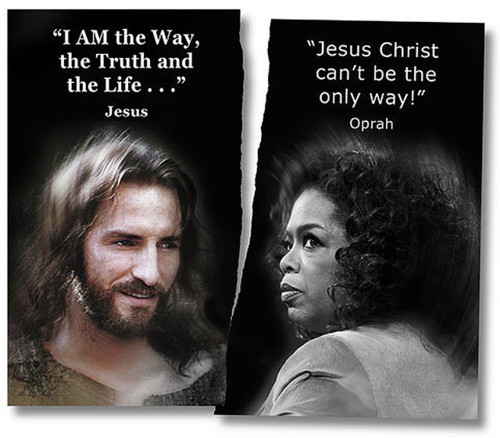 “I AM the Way,
the Truth and
the Life . . .”
Jesus
“Jesus Christ
can’t be the
only way!”
Oprah